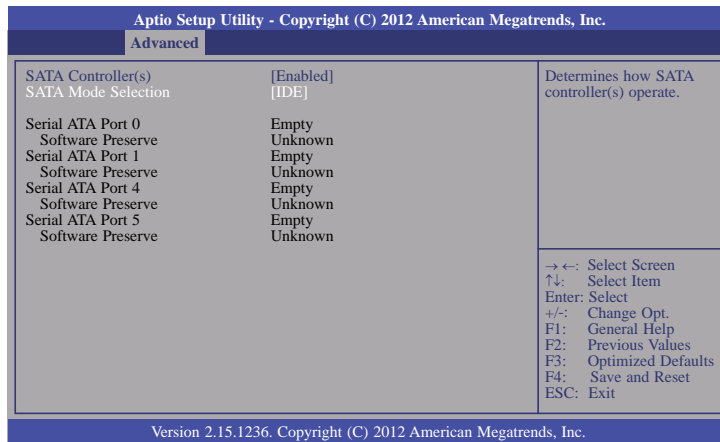 Aptio Setup Utility - Copyright (C) 2012 American Megatrends, Inc.
Advanced
SATA Controller(s) [Enabled]
SATA Mode Selection [IDE]
Serial ATA Port 0 Empty
Software Preserve Unknown
Serial ATA Port 1 Empty
Software Preserve Unknown
Serial ATA Port 4 Empty
Software Preserve Unknown
Serial ATA Port 5 Empty
Software Preserve Unknown
Determines how SATA
controller(s) operate.
→←: Select Screen
↑↓: Select Item
Enter: Select
+/-: Change Opt.
F1: General Help
F2: Previous Values
F3: Optimized Defaults
F4: Save and Reset
ESC: Exit
Version 2.15.1236. Copyright (C) 2012 American Megatrends, Inc.